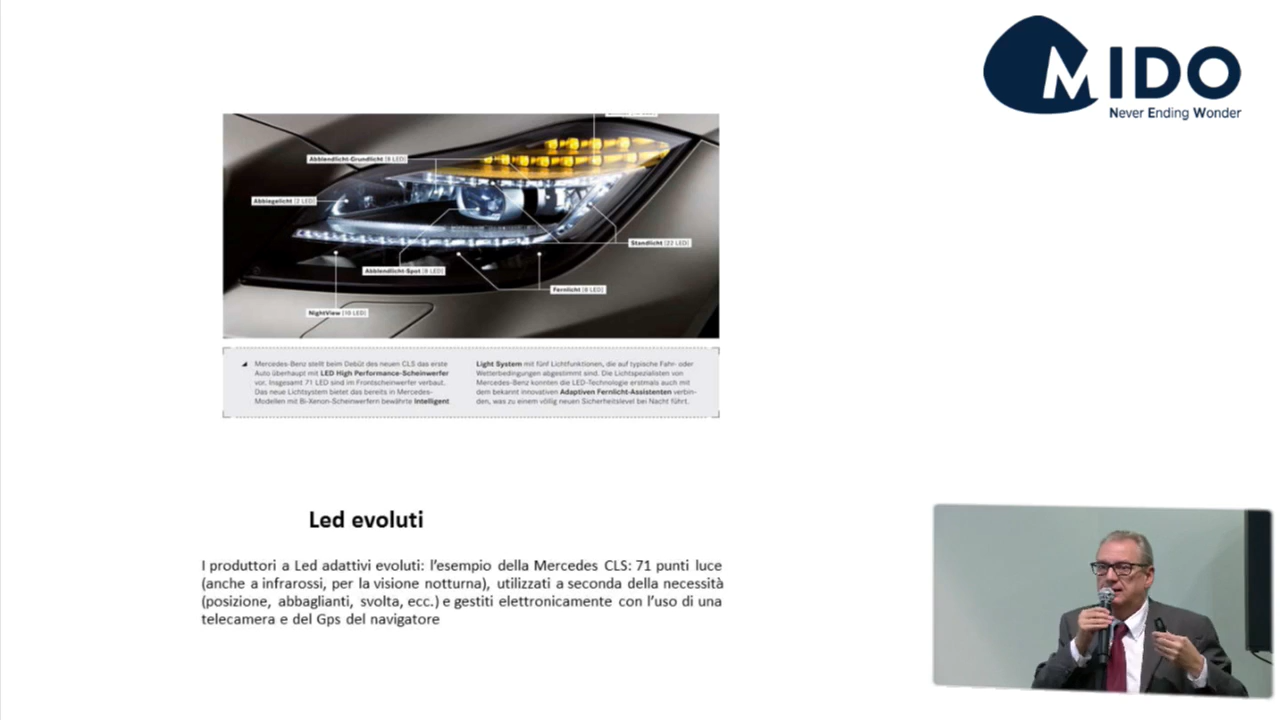 MIDO
Never Ending Wonder
Abblendlicht-Grundlicht [8 LED]
Abbiegelicht [2 LED]
Standlicht [22 LED]
Abblendlicht-Spot [8 LED]
Fernlicht [8 LED]
NightView [10 LED]
Mercedes-Benz stellt beim Debüt des neuen CLS das erste
Auto überhaupt mit LED High Performance-Scheinwerfer
vor. Insgesamt 71 LED sind im Frontscheinwerfer verbaut.
Das neue Lichtsystem bietet das bereits in Mercedes-
Modellen mit Bi-Xenon-Scheinwerfern bewährte Intelligent
Light System mit fünf Lichtfunktionen, die auf typische Fahr- oder
Wetterbedingungen abgestimmt sind. Die Lichtspezialisten von
Mercedes-Benz konnten die LED-Technologie erstmals auch mit
dem bekannt innovativen Adaptiven Fernlicht-Assistenten verbin-
den, was zu einem völlig neuen Sicherheitslevel bei Nacht führt.
Led evoluti
I produttori a Led adattivi evoluti: l'esempio della Mercedes CLS: 71 punti luce
(anche a infrarossi, per la visione notturna), utilizzati a seconda della necessità
(posizione, abbaglianti, svolta, ecc.) e gestiti elettronicamente con l'uso di una
telecamera e del Gps del navigatore